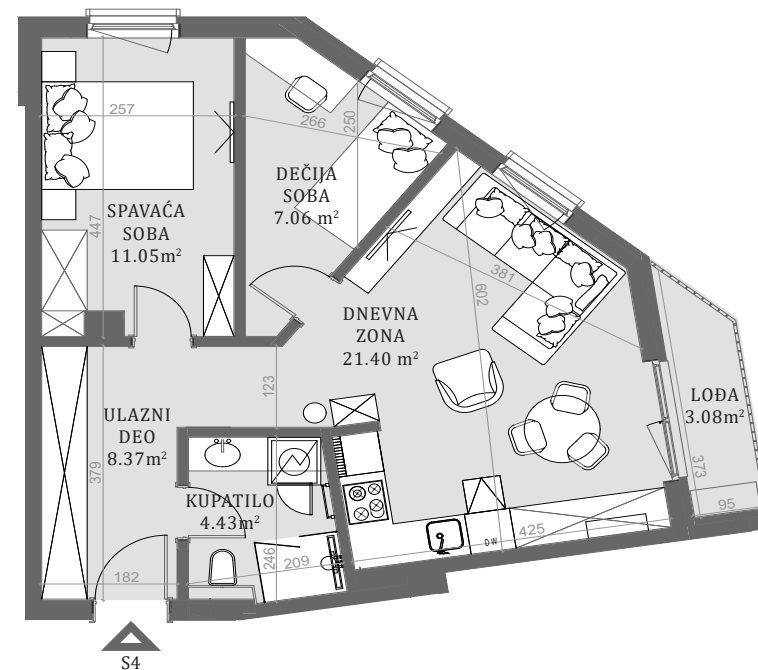 257
447
SPAVAĆA
SOBA
11.05m²
266
250
DEČIJA
SOBA
7.06 m²
381
602
DNEVNA
ZONA
21.40 m²
123
LOĐA
3.08m²
373
95
ULAZNI
DEO
8.37m²
379
182
KUPATILO
4.43m²
246
209
DW
425
S4